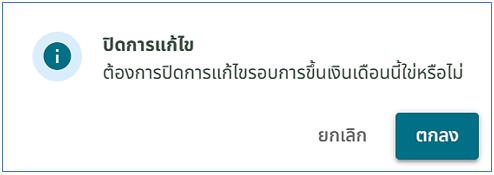 ปิดการแก้ไข
ต้องการปิดการแก้ไขรอบการขึ้นเงินเดือนนี้ใช่หรือไม่
ยกเลิก
ตกลง